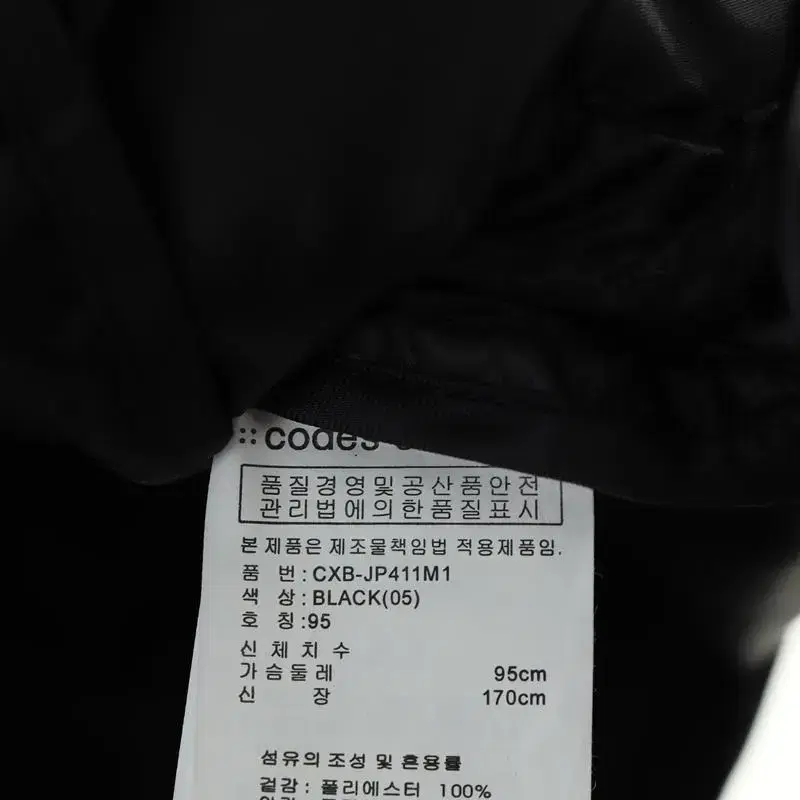 ::codes
품질경영및공산품안전
관리법에의한품질표시
본 제품은 제조물책임법 적용제품임.
품 번 : CXB-JP411M1
색 상 : BLACK(05)
호 칭 : 95
신체치수
가슴둘레 95cm
신 장 170cm
섬유의 조성 및 혼용률
겉감 : 폴리에스터 100%